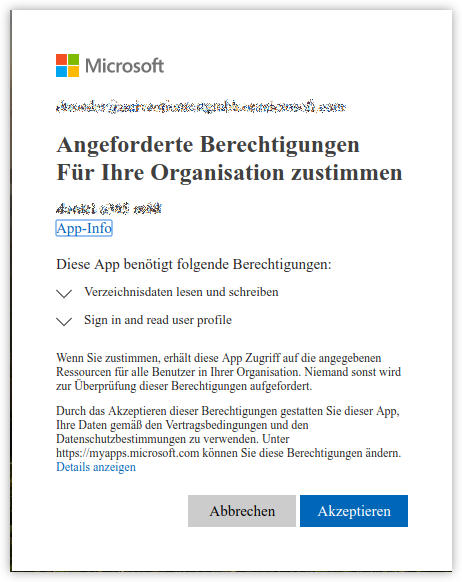 Microsoft
Angeforderte Berechtigungen
Für Ihre Organisation zustimmen
App-Info
Diese App benötigt folgende Berechtigungen:
Verzeichnisdaten lesen und schreiben
Sign in and read user profile
Wenn Sie zustimmen, erhält diese App Zugriff auf die angegebenen
Ressourcen für alle Benutzer in Ihrer Organisation. Niemand sonst wird
zur Überprüfung dieser Berechtigungen aufgefordert.
Durch das Akzeptieren dieser Berechtigungen gestatten Sie dieser App,
Ihre Daten gemäß den Vertragsbedingungen und den
Datenschutzbestimmungen zu verwenden. Unter
https://myapps.microsoft.com können Sie diese Berechtigungen ändern.
Details anzeigen
Abbrechen Akzeptieren